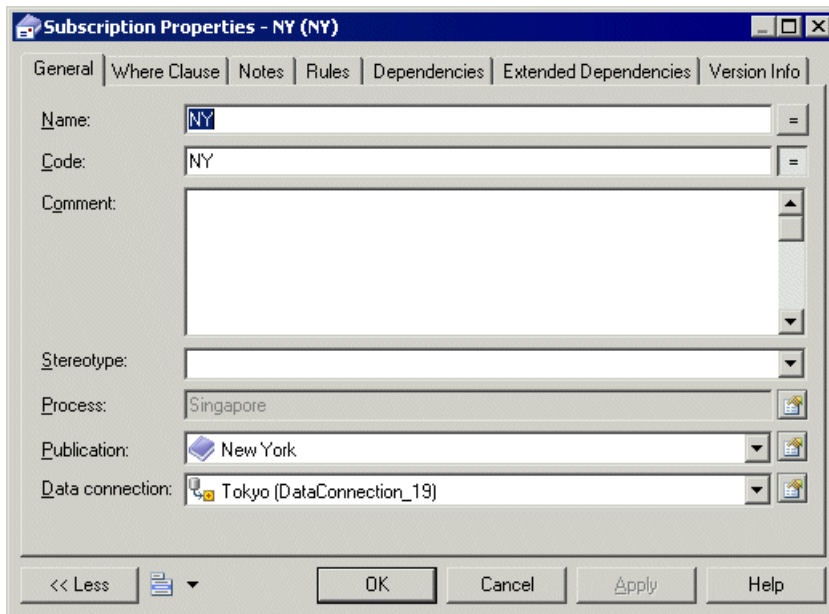 Subscription Properties - NY (NY)
General Where Clause Notes Rules Dependencies Extended Dependencies Version Info
Name: NY =
Code: NY =
Comment:
Stereotype:
Process: Singapore
Publication: New York
Data connection: Tokyo (DataConnection_19)
<< Less OK Cancel Apply Help